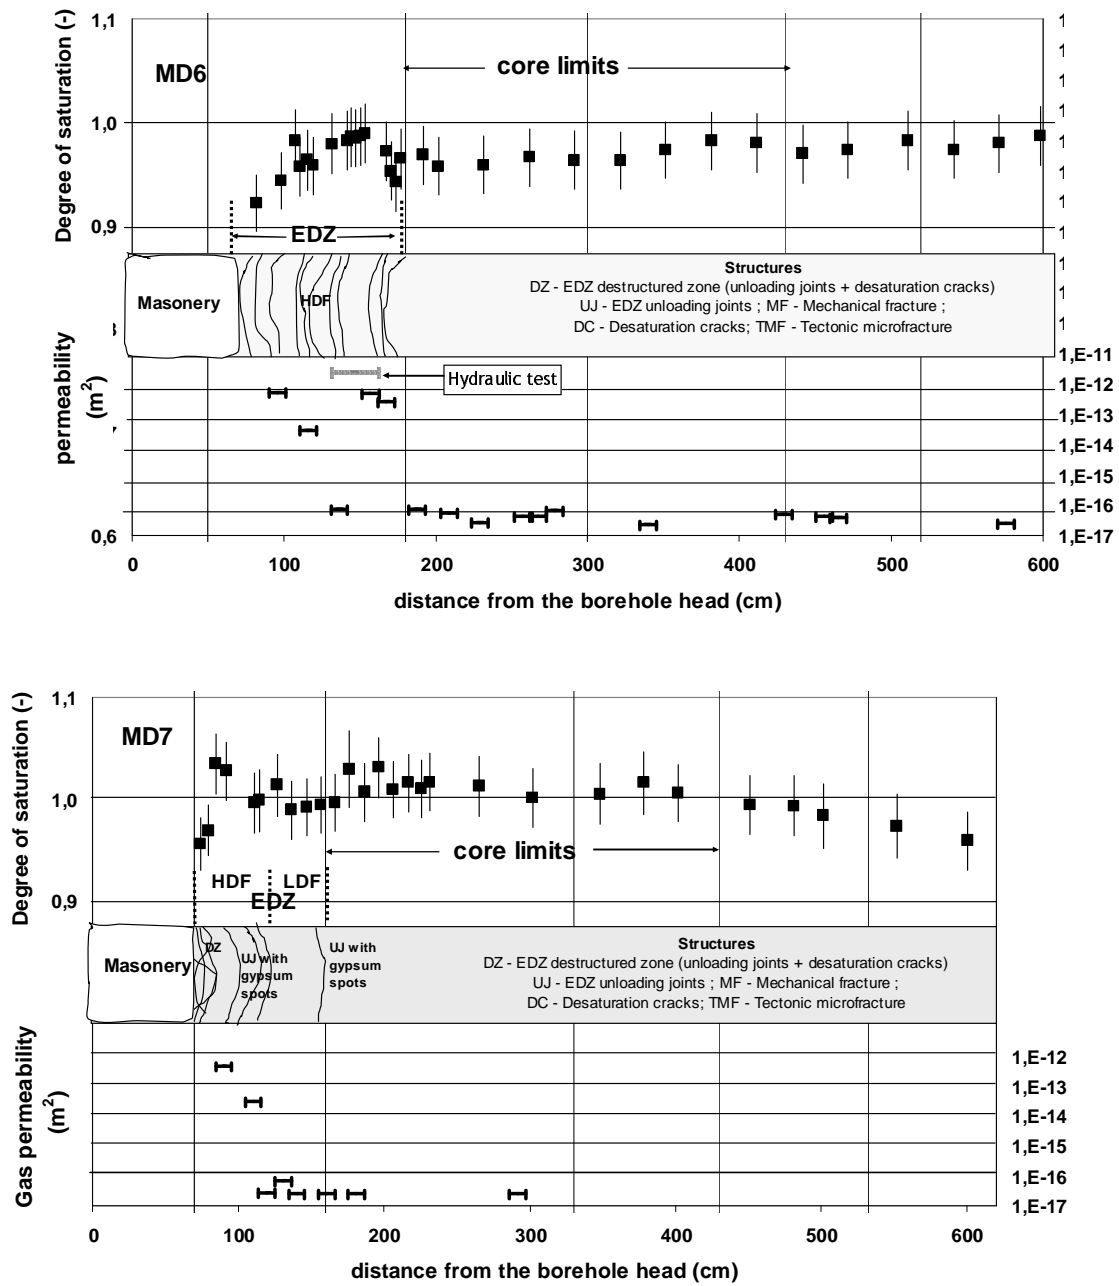 1,1
1,0
0,9
0,6
Degree of saturation (-)
MD6
core limits
EDZ
Masonery
HDF
Structures
DZ - EDZ destructured zone (unloading joints + desaturation cracks)
UJ - EDZ unloading joints ; MF - Mechanical fracture ;
DC - Desaturation cracks; TMF - Tectonic microfracture
permeability
(m²)
Hydraulic test
1,E-11
1,E-12
1,E-13
1,E-14
1,E-15
1,E-16
1,E-17
0 100 200 300 400 500 600
distance from the borehole head (cm)
1,1
1,0
0,9
Degree of saturation (-)
MD7
core limits
HDF LDF
EDZ
Masonery
DZ
UJ with
gypsum
spots
UJ with
gypsum
spots
Structures
DZ - EDZ destructured zone (unloading joints + desaturation cracks)
UJ - EDZ unloading joints ; MF - Mechanical fracture ;
DC - Desaturation cracks; TMF - Tectonic microfracture
Gas permeability
(m²)
1,E-12
1,E-13
1,E-14
1,E-15
1,E-16
1,E-17
0 100 200 300 400 500 600
distance from the borehole head (cm)